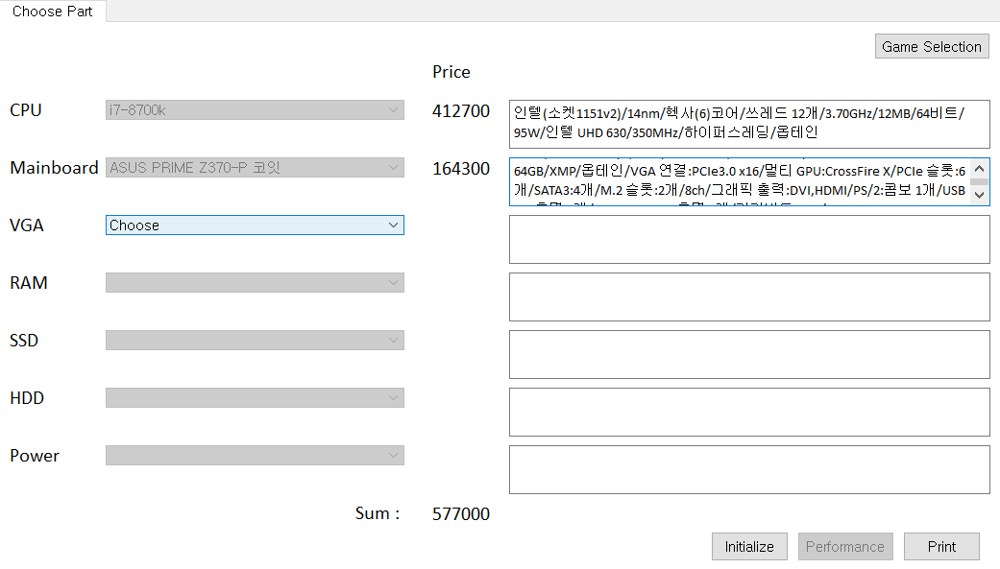 Choose Part
Game Selection
Price
CPU i7-8700k 412700 인텔(소켓1151v2)/14nm/헥사(6)코어/쓰레드 12개/3.70GHz/12MB/64비트/
95W/인텔 UHD 630/350MHz/하이퍼스레딩/옵테인
Mainboard ASUS PRIME Z370-P 코잇 164300 64GB/XMP/옵테인/VGA 연결:PCIe3.0 x16/멀티 GPU:CrossFire X/PCIe 슬롯:6
개/SATA3:4개/M.2 슬롯:2개/8ch/그래픽 출력:DVI,HDMI/PS/2:콤보 1개/USB
VGA Choose
RAM
SSD
HDD
Power
Sum : 577000
Initialize Performance Print